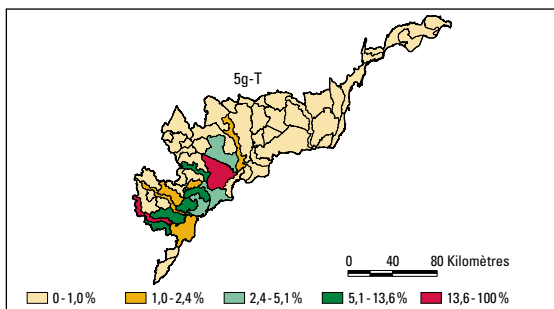 5g-T
0 40 80 Kilomètres
0 - 1,0 % 1,0 - 2,4 % 2,4 - 5,1 % 5,1 - 13,6 % 13,6 - 100 %